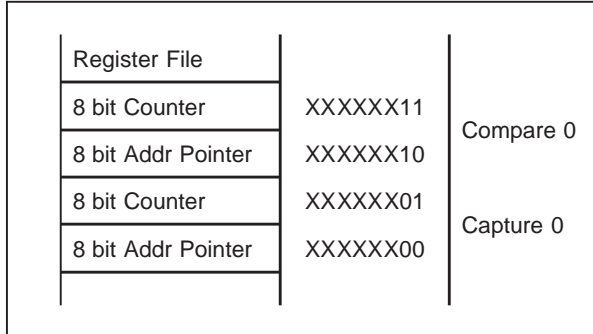 Register File
8 bit Counter XXXXXX11
Compare 0
8 bit Addr Pointer XXXXXX10
8 bit Counter XXXXXX01
Capture 0
8 bit Addr Pointer XXXXXX00